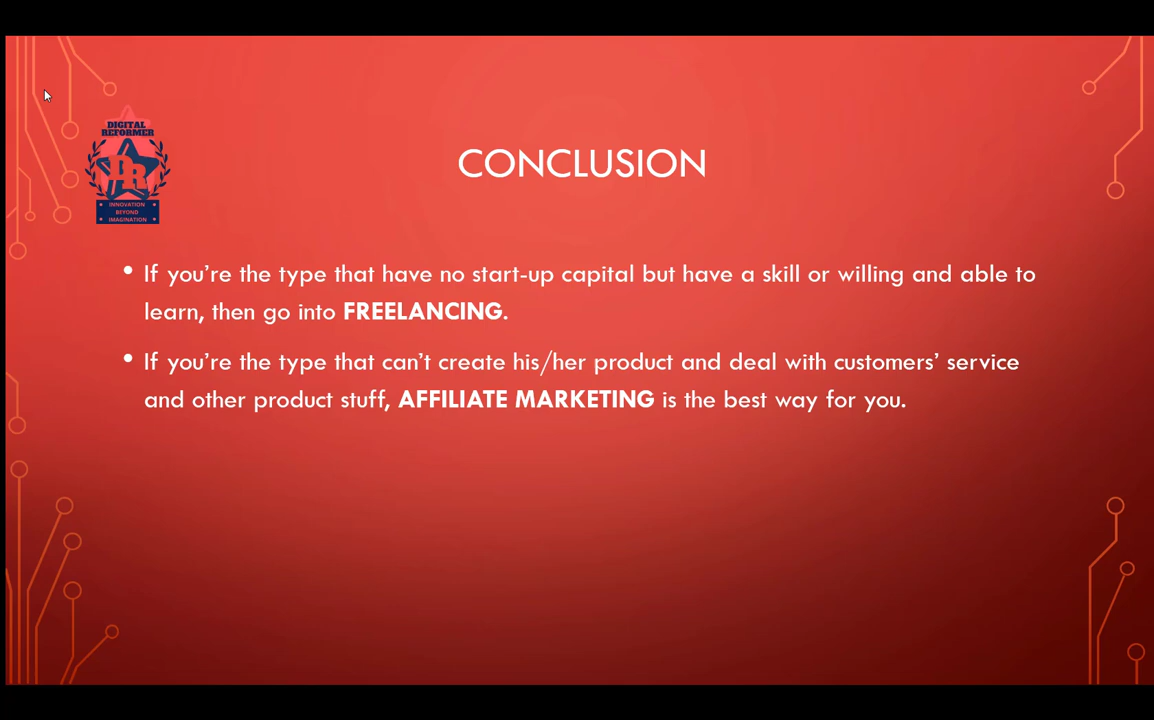 DIGITAL
REFORMER
DR
INNOVATION
BEYOND
IMAGINATION
CONCLUSION
• If you're the type that have no start-up capital but have a skill or willing and able to
learn, then go into FREELANCING.
• If you're the type that can't create his/her product and deal with customers' service
and other product stuff, AFFILIATE MARKETING is the best way for you.